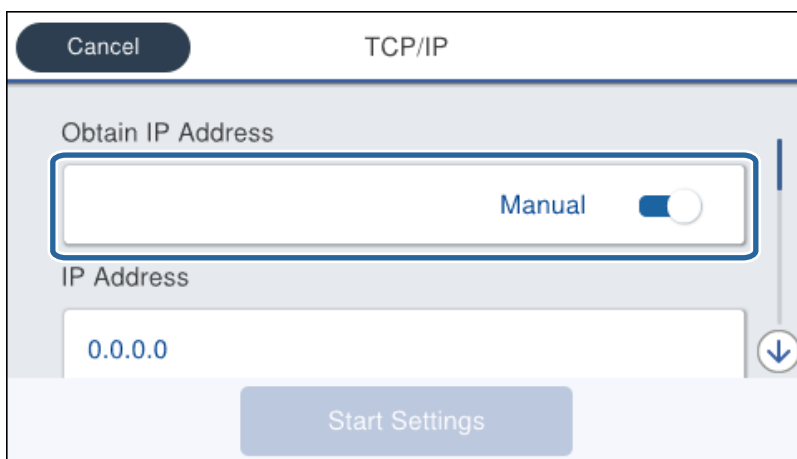 Cancel
TCP/IP
Obtain IP Address
Manual
IP Address
0.0.0.0
Start Settings